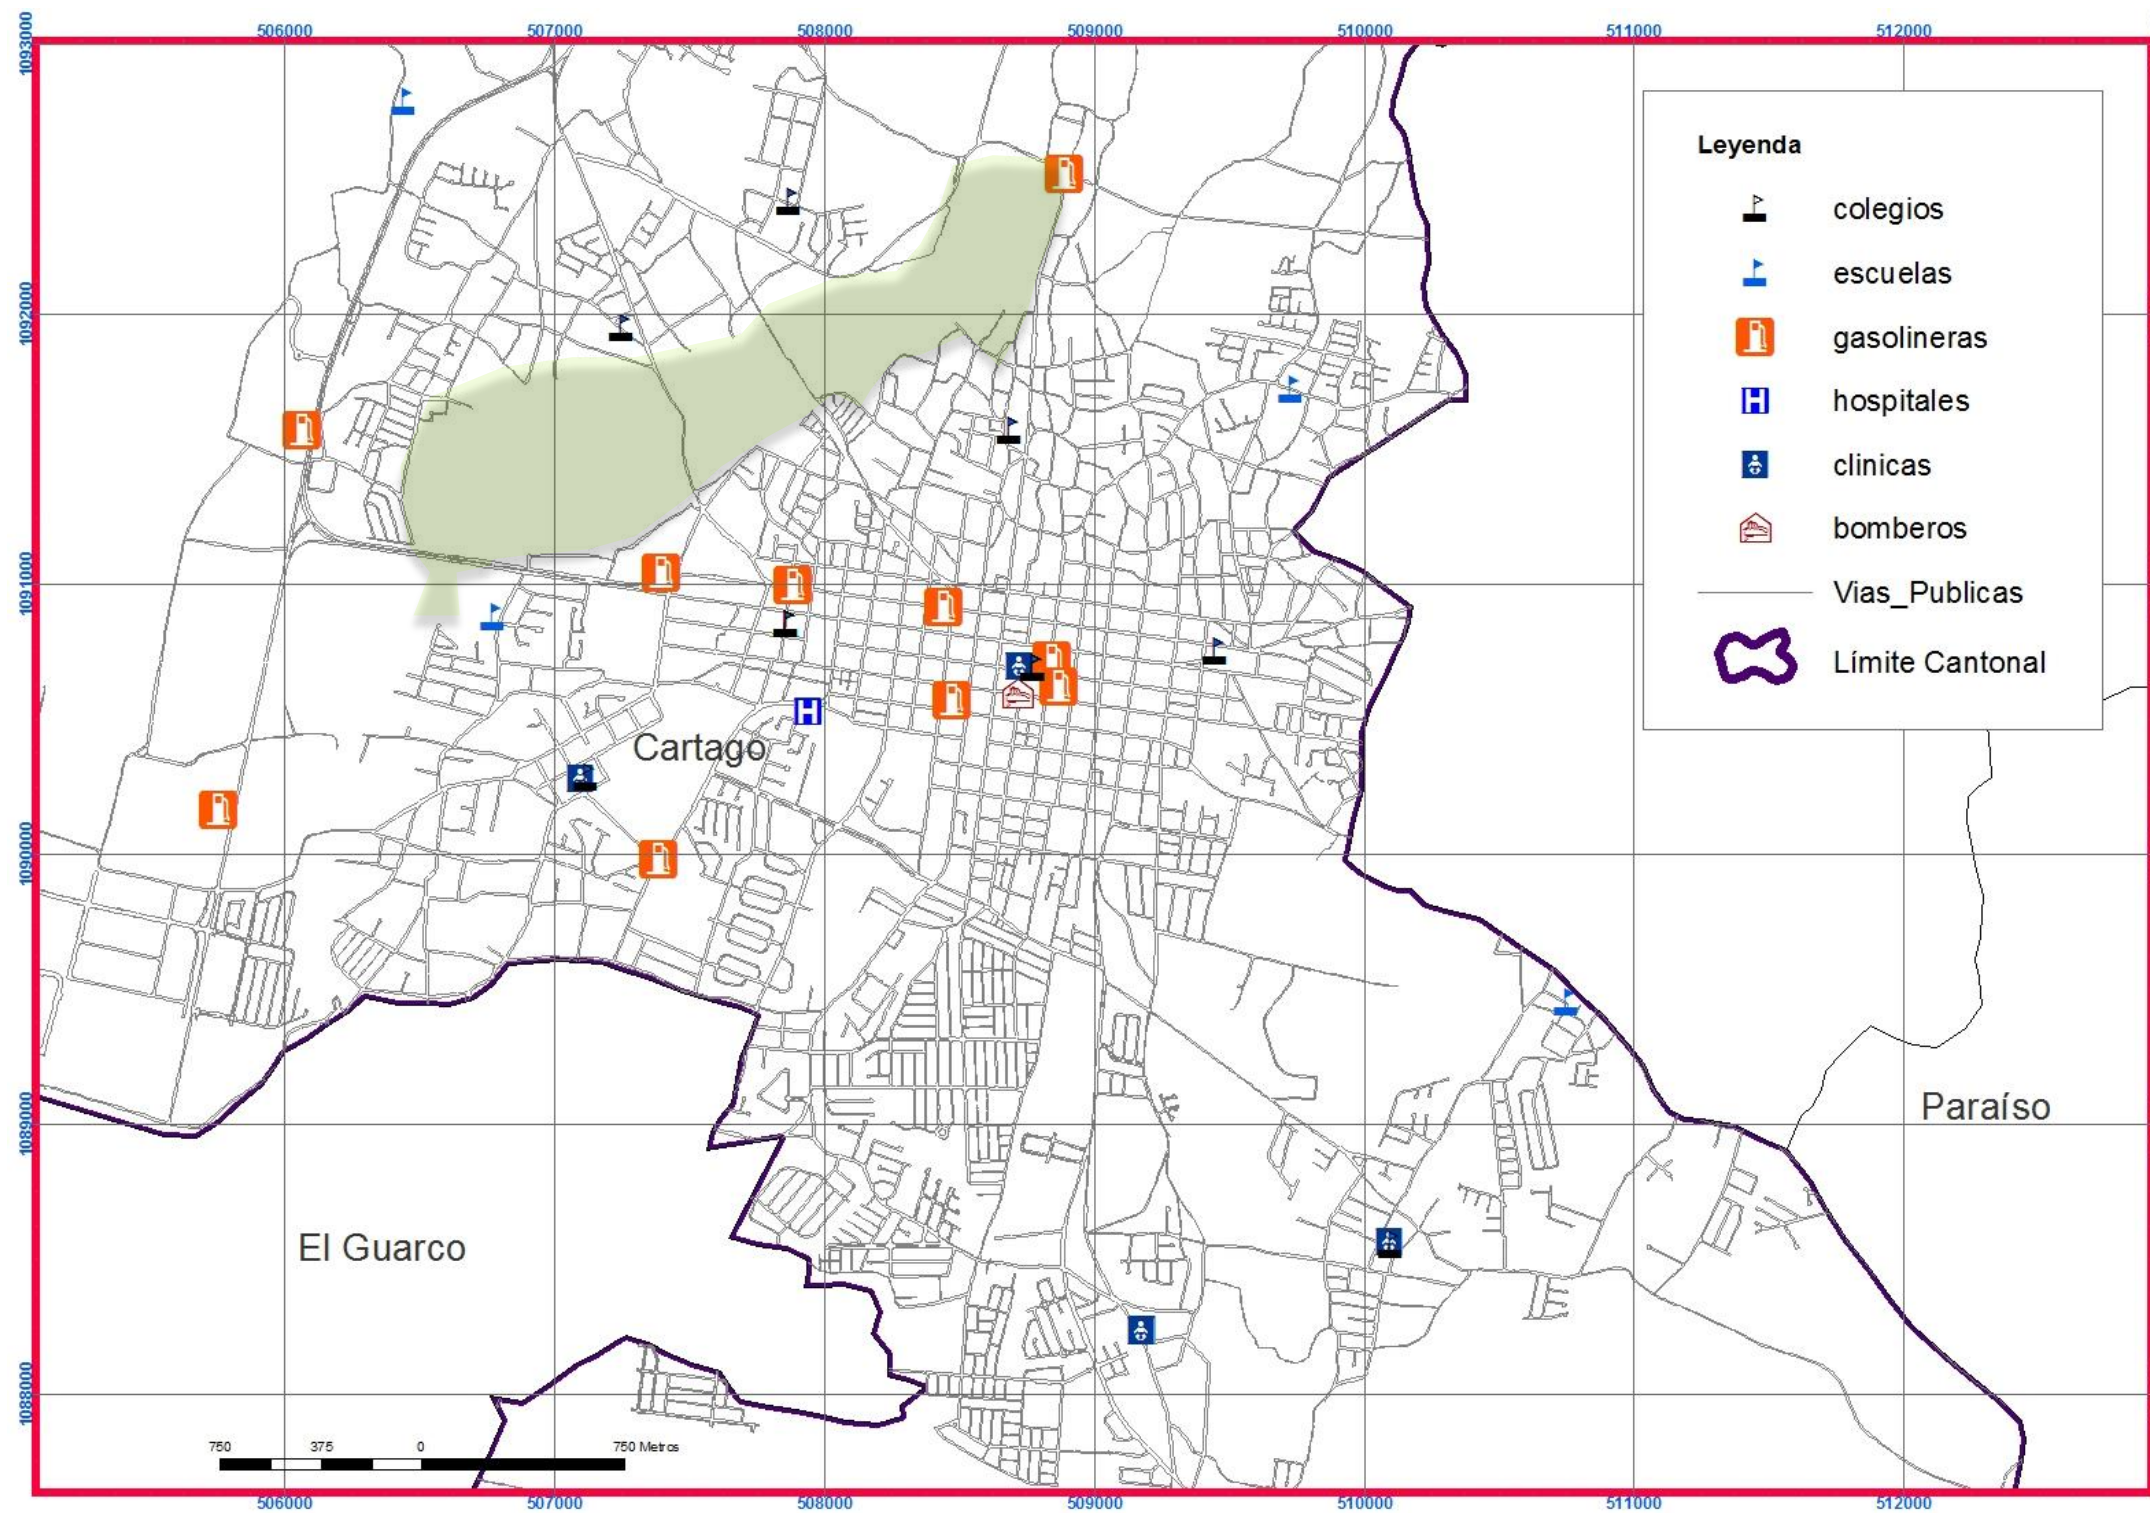 506000 507000 508000 509000 510000 511000 512000
1093000
1092000
1091000
1090000
1089000
1088000
Leyenda
colegios
escuelas
gasolineras
H hospitales
clinicas
bomberos
Vias_Publicas
Límite Cantonal
H
Cartago
Paraíso
El Guarco
750 375 0 750 Metros
506000 507000 508000 509000 510000 511000 512000